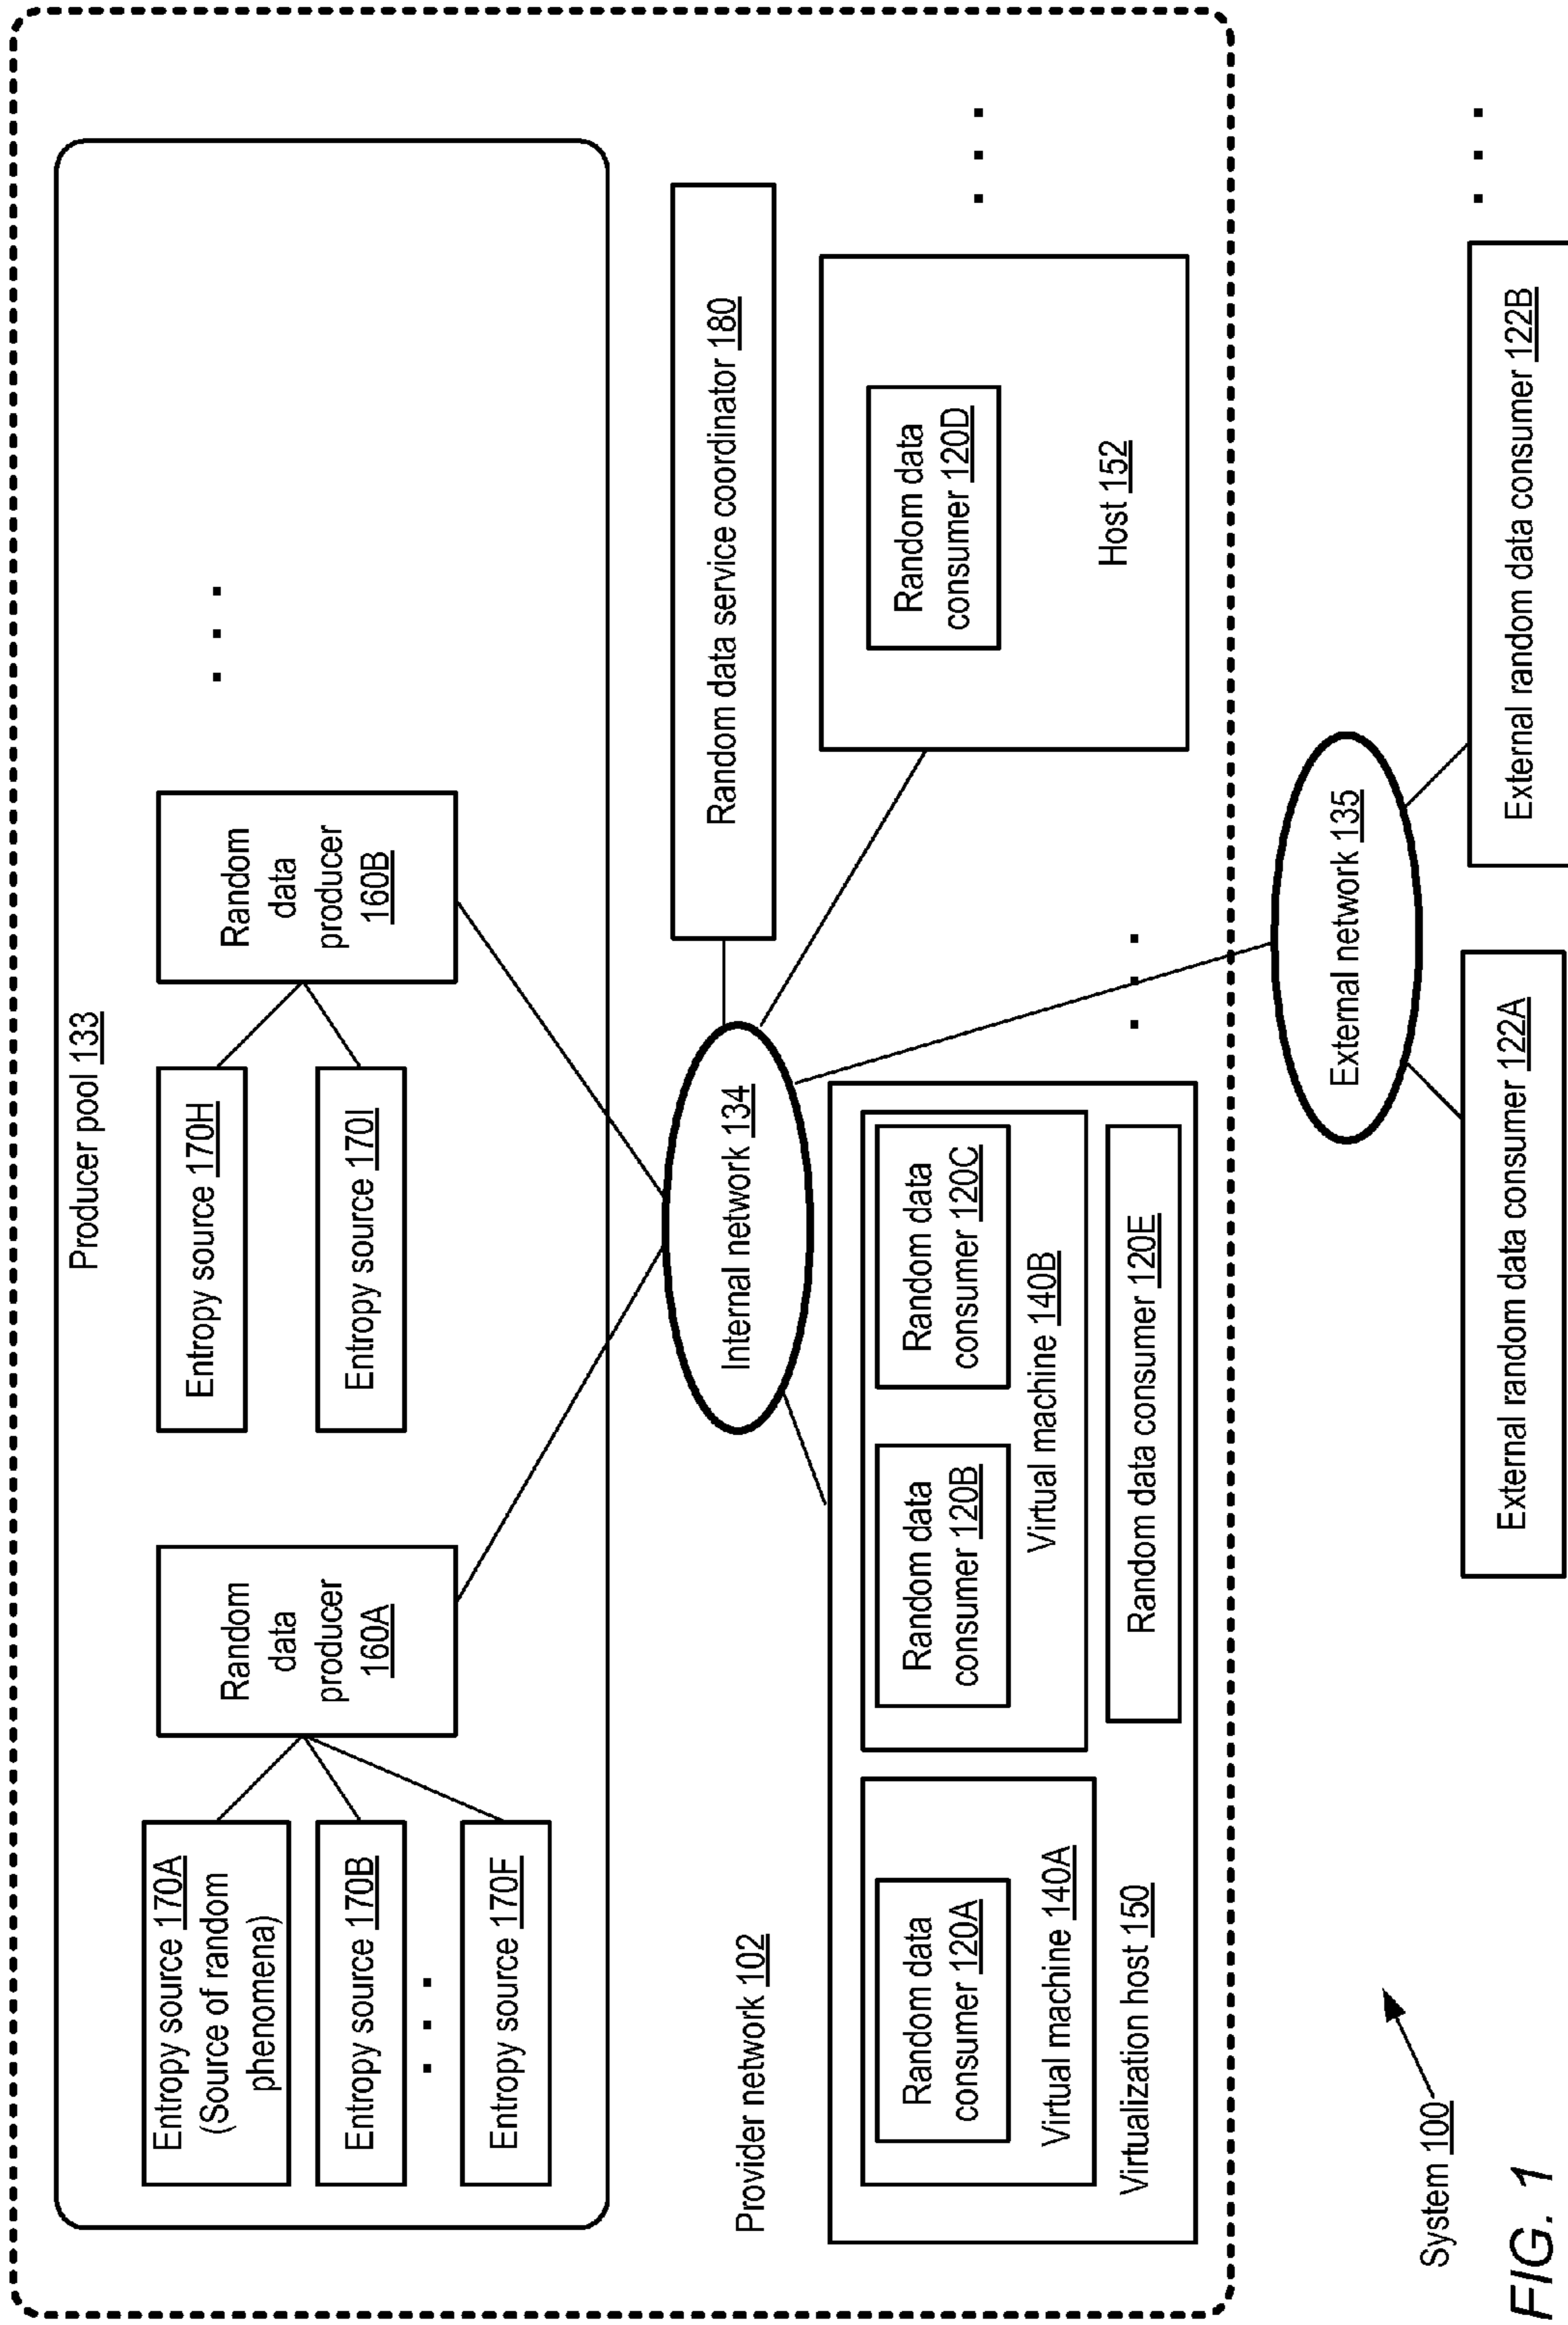 Producer pool 133
Entropy source 170A
(Source of random
phenomena)
Entropy source 170B
. . .
Entropy source 170F
Random
data
producer
160A
Entropy source 170H
Entropy source 170I
Random
data
producer
160B
. . .
Provider network 102
Internal network 134
Random data service coordinator 180
Random data
consumer 120A
Virtual machine 140A
Virtualization host 150
Random data
consumer 120B
Random data
consumer 120C
Virtual machine 140B
Random data consumer 120E
. . .
Random data
consumer 120D
Host 152
. . .
External network 135
External random data consumer 122A
External random data consumer 122B
. . .
System 100
FIG. 1